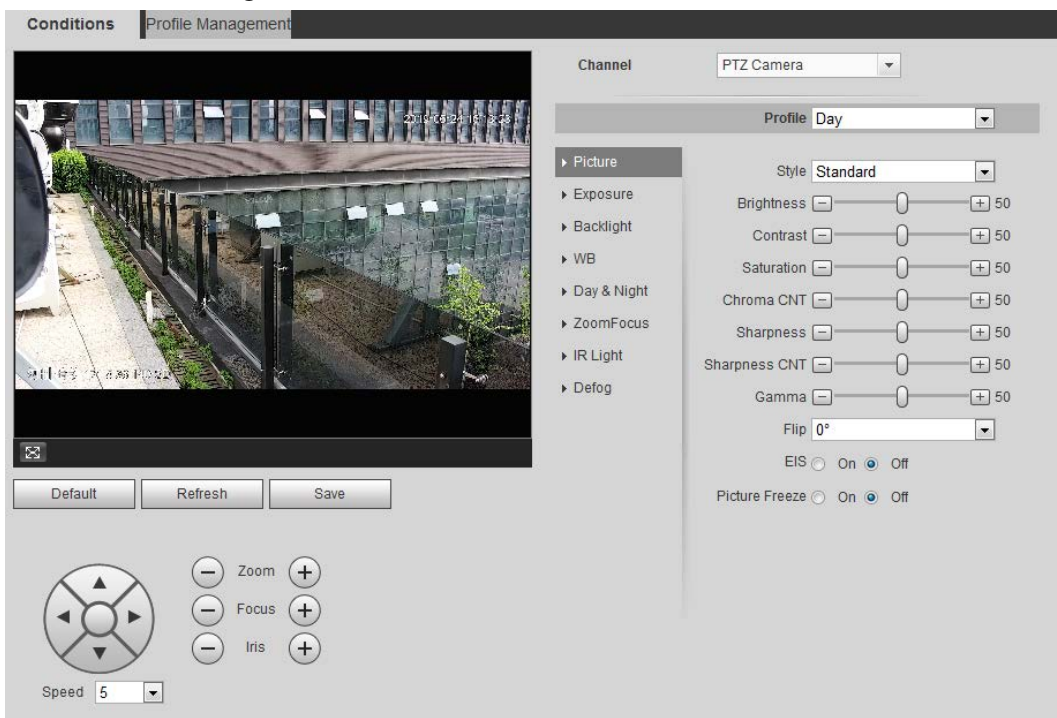 Conditions
Profile Management
Channel
PTZ Camera
Profile Day
Picture
Exposure
Backlight
WB
Day & Night
ZoomFocus
IR Light
Defog
Style Standard
Brightness 50
Contrast 50
Saturation 50
Chroma CNT 50
Sharpness 50
Sharpness CNT 50
Gamma 50
Flip 0°
EIS On Off
Picture Freeze On Off
Default Refresh Save
Zoom
Focus
Iris
Speed 5